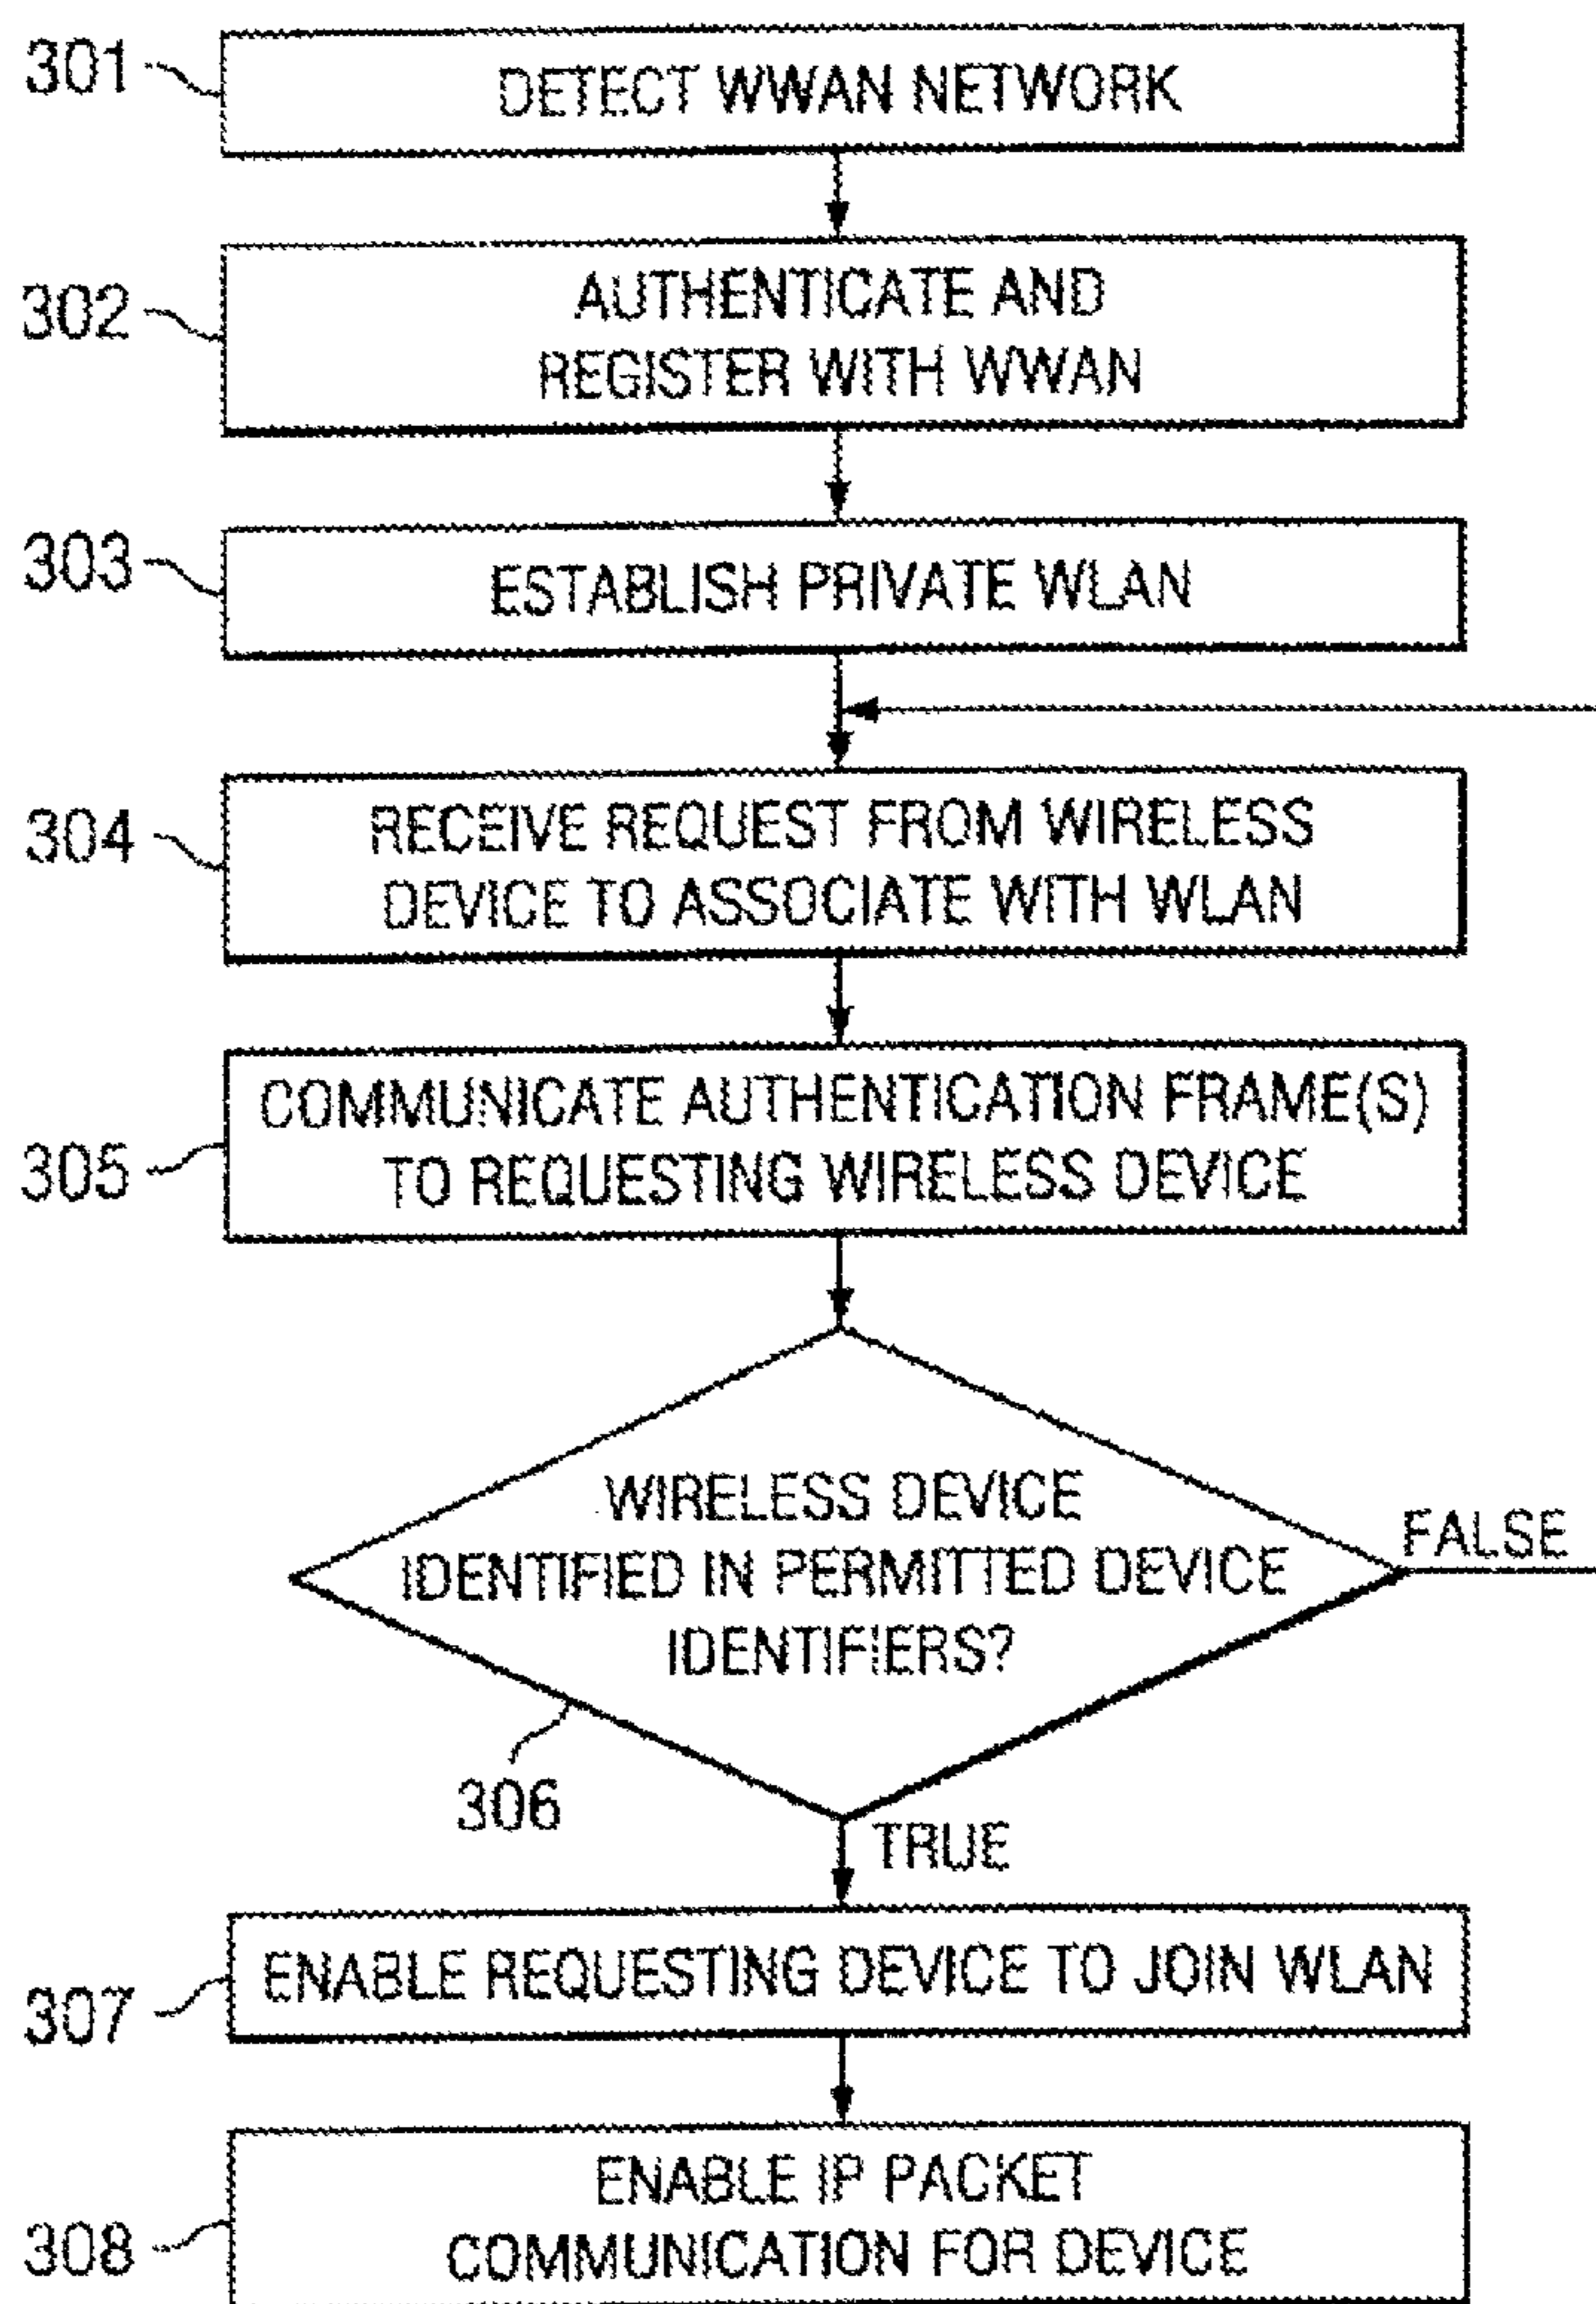 301
DETECT WWAN NETWORK
302
AUTHENTICATE AND
REGISTER WITH WWAN
303
ESTABLISH PRIVATE WLAN
304
RECEIVE REQUEST FROM WIRELESS
DEVICE TO ASSOCIATE WITH WLAN
305
COMMUNICATE AUTHENTICATION FRAME(S)
TO REQUESTING WIRELESS DEVICE
WIRELESS DEVICE
IDENTIFIED IN PERMITTED DEVICE
IDENTIFIERS?
FALSE
306
TRUE
307
ENABLE REQUESTING DEVICE TO JOIN WLAN
308
ENABLE IP PACKET
COMMUNICATION FOR DEVICE